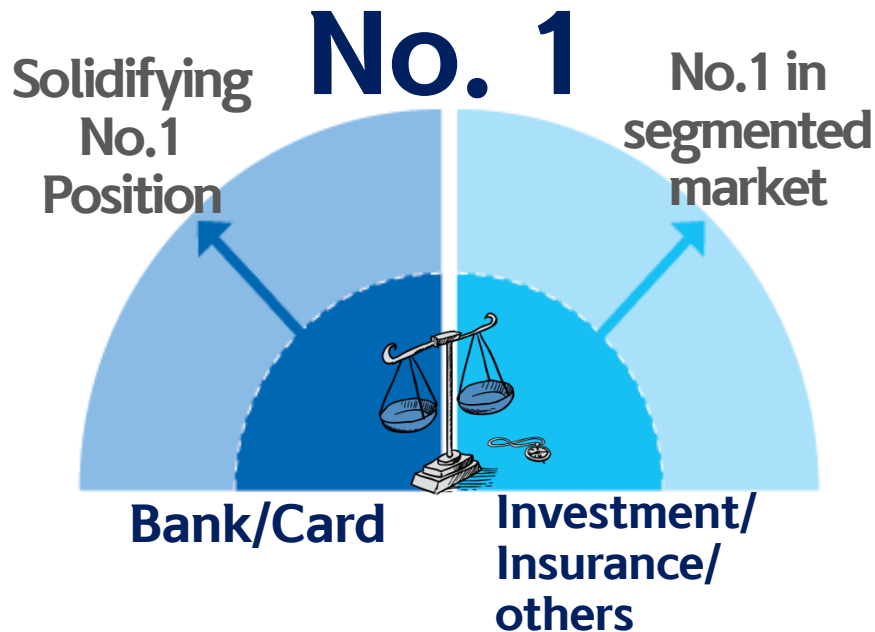 No. 1
Solidifying
No.1
Position
No.1 in
segmented
market
Bank/Card
Investment/
Insurance/
others